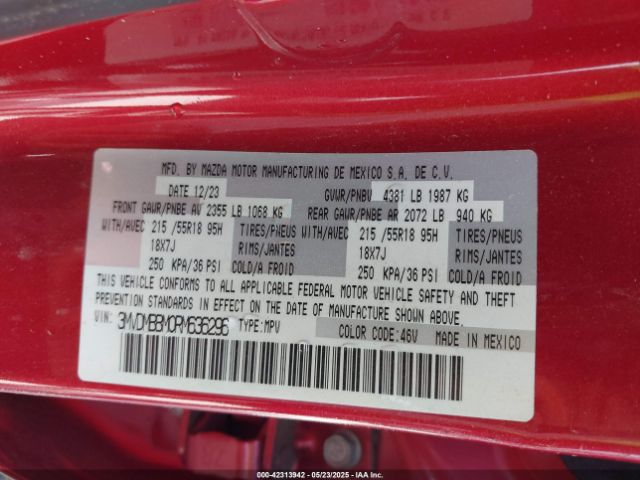 MFD. BY MAZDA MOTOR MANUFACTURING DE MEXICO S.A. DE C.V.
DATE 12/23 GVWR/PNBV 4381 LB 1987 KG
FRONT GAWR/PNBE AV 2355 LB 1068 KG REAR GAWR/PNBE AR 2072 LB 940 KG
WITH/AVEC 215 /55R18 95H TIRES/PNEUS WITH/AVEC 215 /55R18 95H TIRES/PNEUS
18X7J RIMS/JANTES 18X7J RIMS/JANTES
250 KPA/36 PSI COLD/A FROID 250 KPA/36 PSI COLD/A FROID
THIS VEHICLE CONFORMS TO ALL APPLICABLE FEDERAL MOTOR VEHICLE SAFETY AND THEFT
PREVENTION STANDARDS IN EFFECT ON THE DATE OF MANUFACTURE SHOWN ABOVE.
VIN: 3MVDMBBM0RM636296 TYPE: MPV COLOR CODE: 46V MADE IN MEXICO
000-42313942 - 05/23/2025 - IAAI.COM